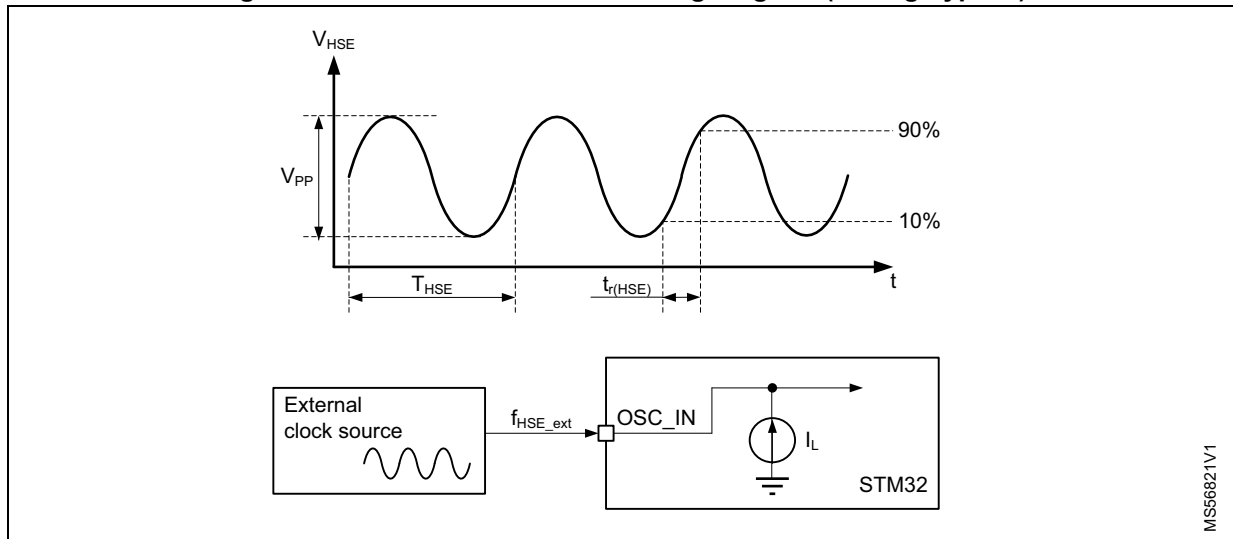 V_HSE
90%
V_PP
10%
t
T_HSE
t_r(HSE)
External
clock source
f_HSE_ext
OSC_IN
I_L
STM32
MS56821V1